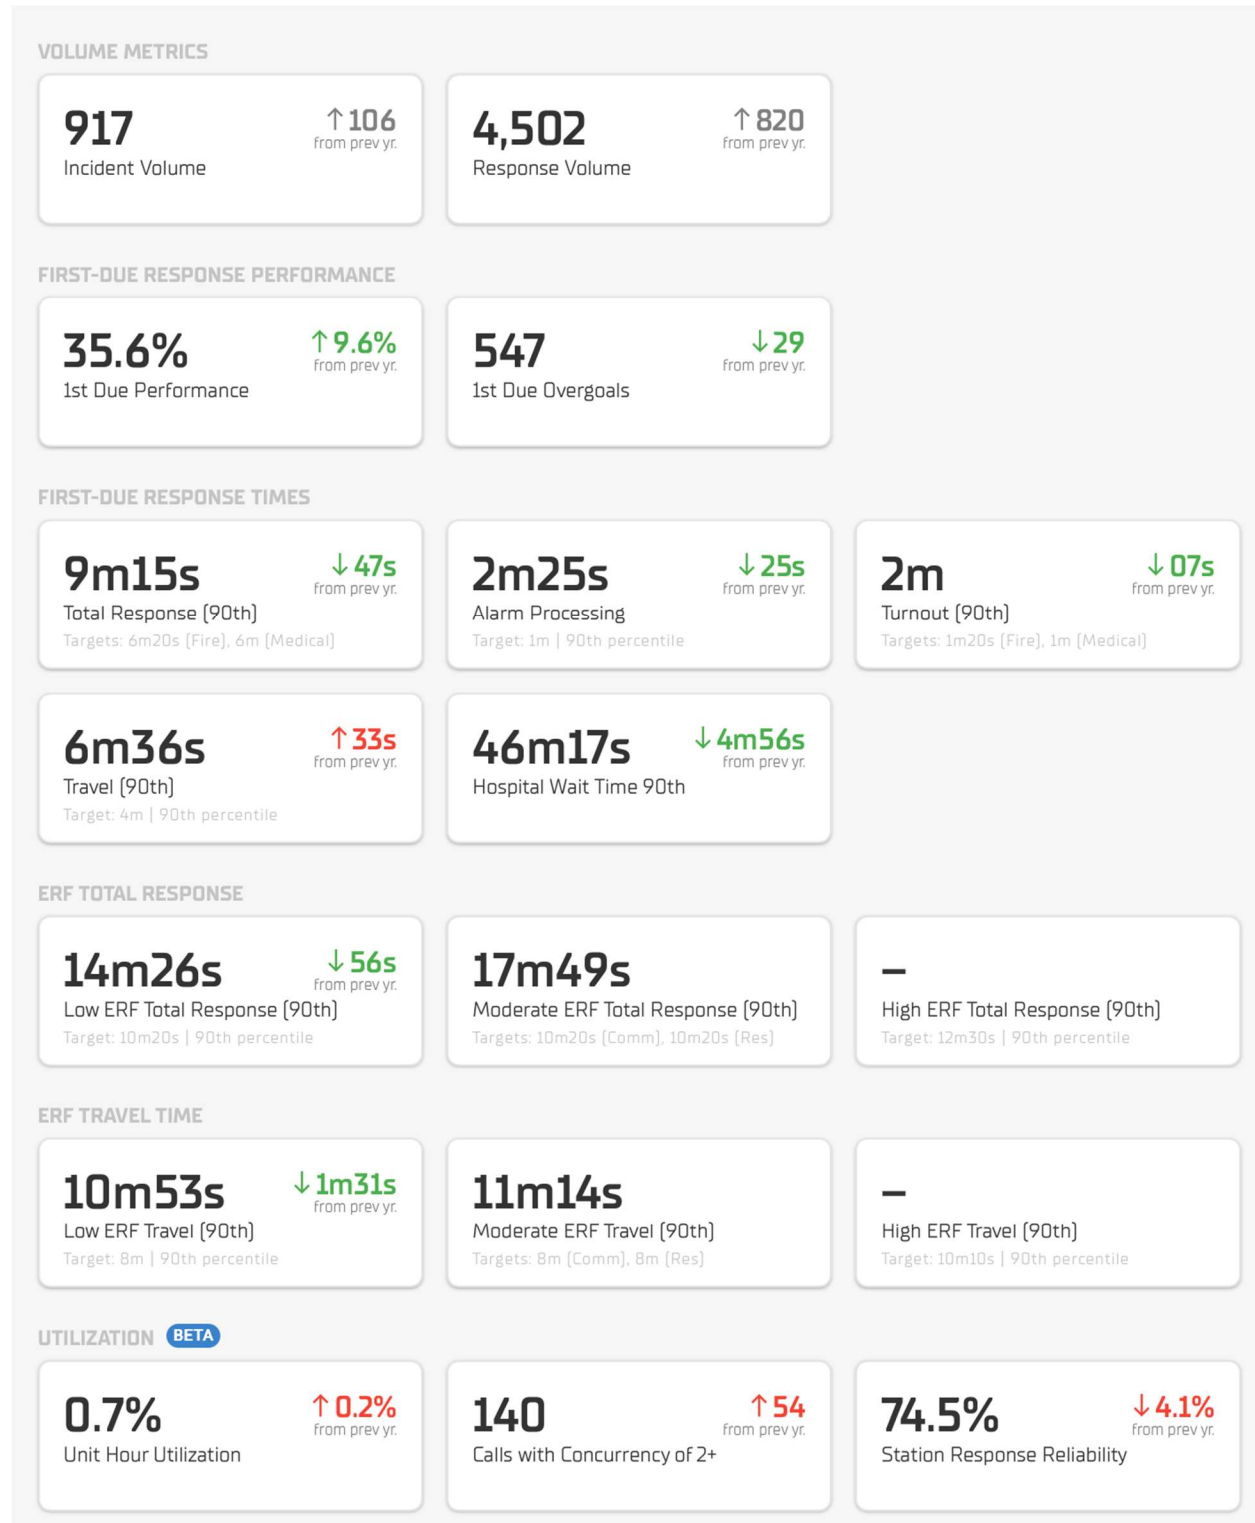 VOLUME METRICS
917
↑106
from prev yr.
Incident Volume
4,502
↑820
from prev yr.
Response Volume
FIRST-DUE RESPONSE PERFORMANCE
35.6%
↑9.6%
from prev yr.
1st Due Performance
547
↓29
from prev yr.
1st Due Overgoals
FIRST-DUE RESPONSE TIMES
9m15s
↓47s
from prev yr.
Total Response (90th)
Targets: 6m20s (Fire), 6m (Medical)
2m25s
↓25s
from prev yr.
Alarm Processing
Target: 1m | 90th percentile
2m
↓07s
from prev yr.
Turnout (90th)
Targets: 1m20s (Fire), 1m (Medical)
6m36s
↑33s
from prev yr.
Travel (90th)
Target: 4m | 90th percentile
46m17s
↓4m56s
from prev yr.
Hospital Wait Time 90th
ERF TOTAL RESPONSE
14m26s
↓56s
from prev yr.
Low ERF Total Response (90th)
Target: 10m20s | 90th percentile
17m49s
Moderate ERF Total Response (90th)
Targets: 10m20s (Comm), 10m20s (Res)
–
High ERF Total Response (90th)
Target: 12m30s | 90th percentile
ERF TRAVEL TIME
10m53s
↓1m31s
from prev yr.
Low ERF Travel (90th)
Target: 8m | 90th percentile
11m14s
Moderate ERF Travel (90th)
Targets: 8m (Comm), 8m (Res)
–
High ERF Travel (90th)
Target: 10m10s | 90th percentile
UTILIZATION BETA
0.7%
↑0.2%
from prev yr.
Unit Hour Utilization
140
↑54
from prev yr.
Calls with Concurrency of 2+
74.5%
↓4.1%
from prev yr.
Station Response Reliability